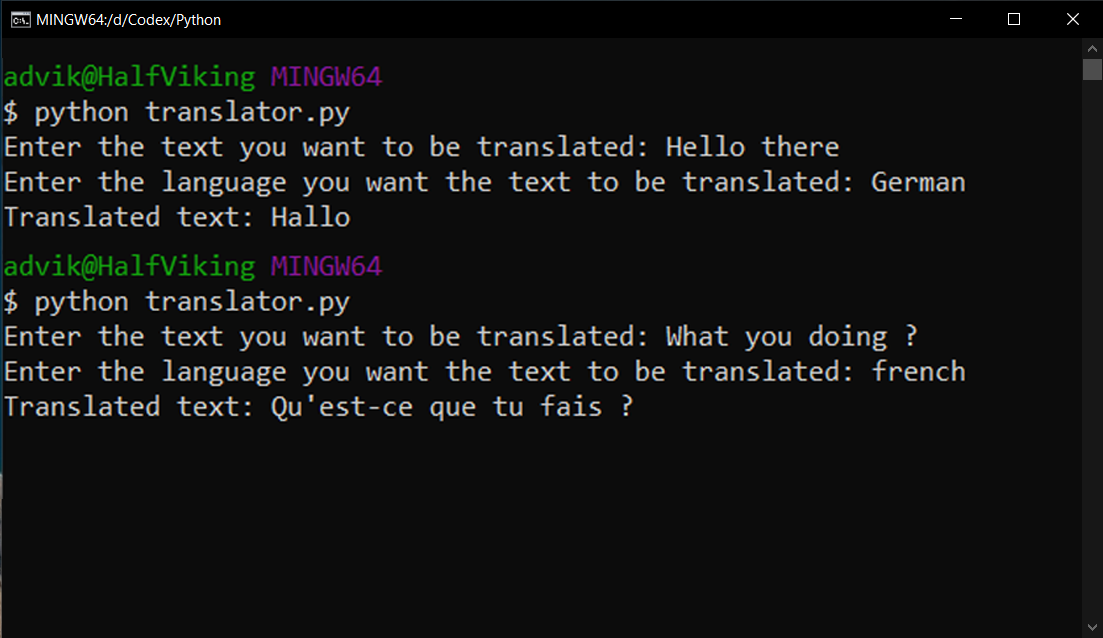 MINGW64:/d/Codex/Python
advik@HalfViking MINGW64
$ python translator.py
Enter the text you want to be translated: Hello there
Enter the language you want the text to be translated: German
Translated text: Hallo
advik@HalfViking MINGW64
$ python translator.py
Enter the text you want to be translated: What you doing ?
Enter the language you want the text to be translated: french
Translated text: Qu'est-ce que tu fais ?